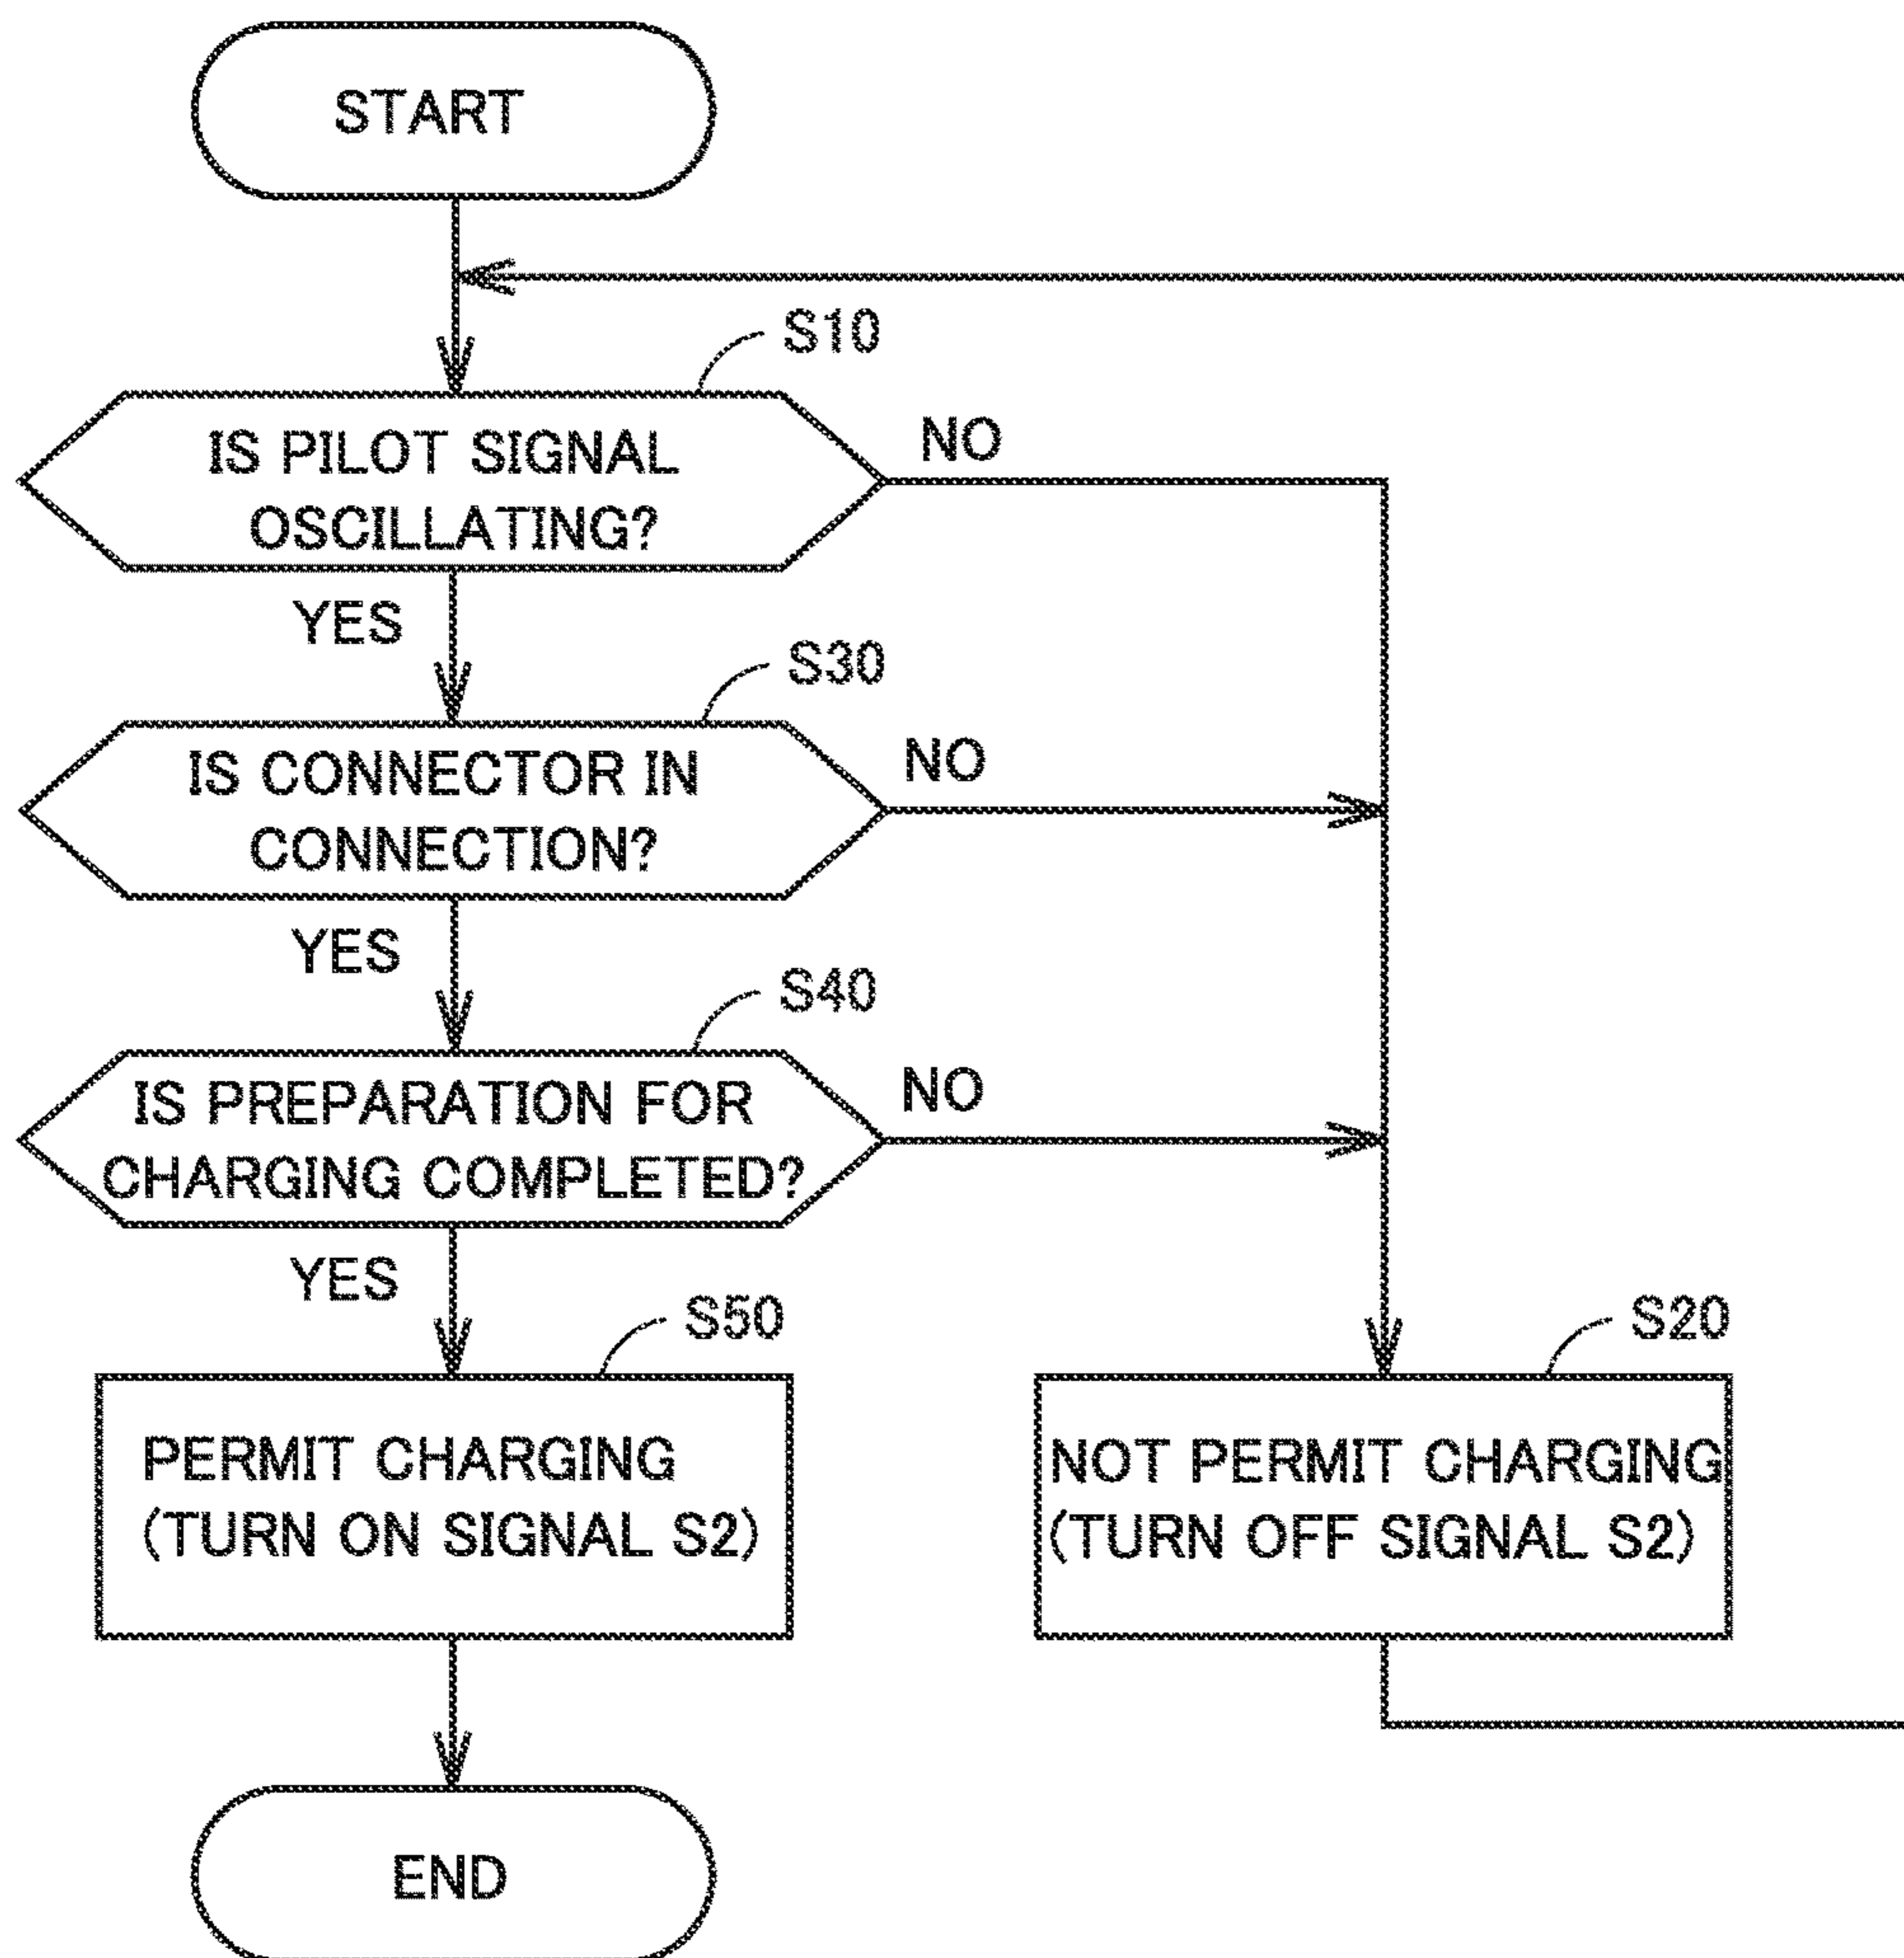 START
S10
IS PILOT SIGNAL
OSCILLATING?
NO
YES
S30
IS CONNECTOR IN
CONNECTION?
NO
YES
S40
IS PREPARATION FOR
CHARGING COMPLETED?
NO
YES
S50
PERMIT CHARGING
(TURN ON SIGNAL S2)
S20
NOT PERMIT CHARGING
(TURN OFF SIGNAL S2)
END